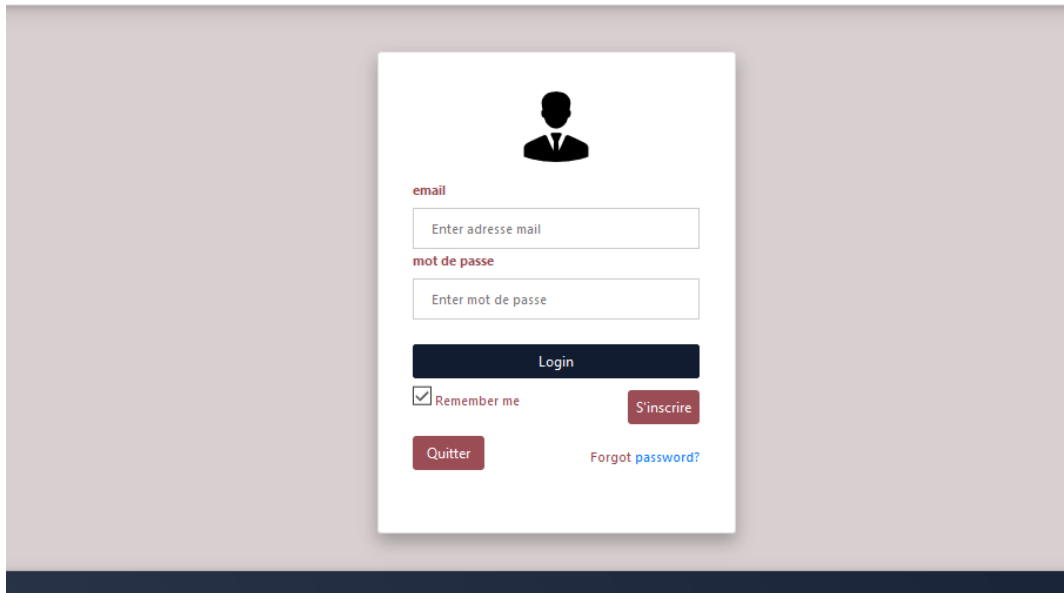 email
Enter adresse mail
mot de passe
Enter mot de passe
Login
Remember me
S'inscrire
Quitter
Forgot password?